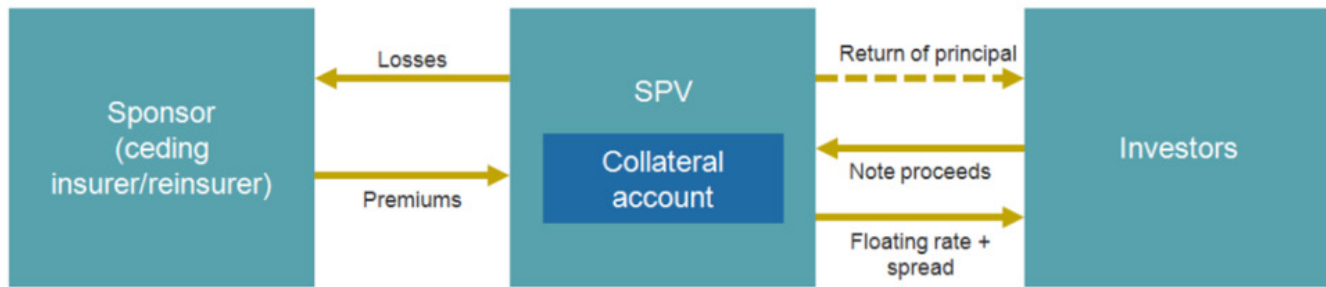 Sponsor
(ceding
insurer/reinsurer)
Losses
Premiums
SPV
Collateral
account
Return of principal
Note proceeds
Floating rate +
spread
Investors